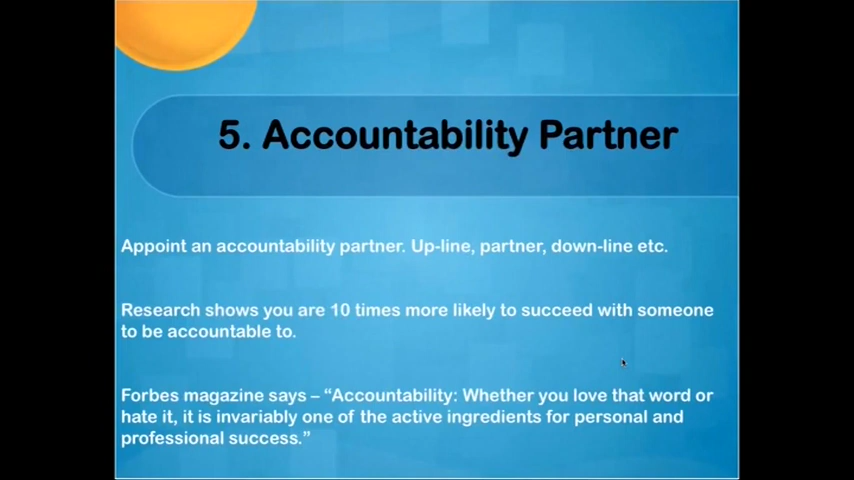 5. Accountability Partner
Appoint an accountability partner. Up-line, partner, down-line etc.
Research shows you are 10 times more likely to succeed with someone
to be accountable to.
Forbes magazine says – “Accountability: Whether you love that word or
hate it, it is invariably one of the active ingredients for personal and
professional success.”